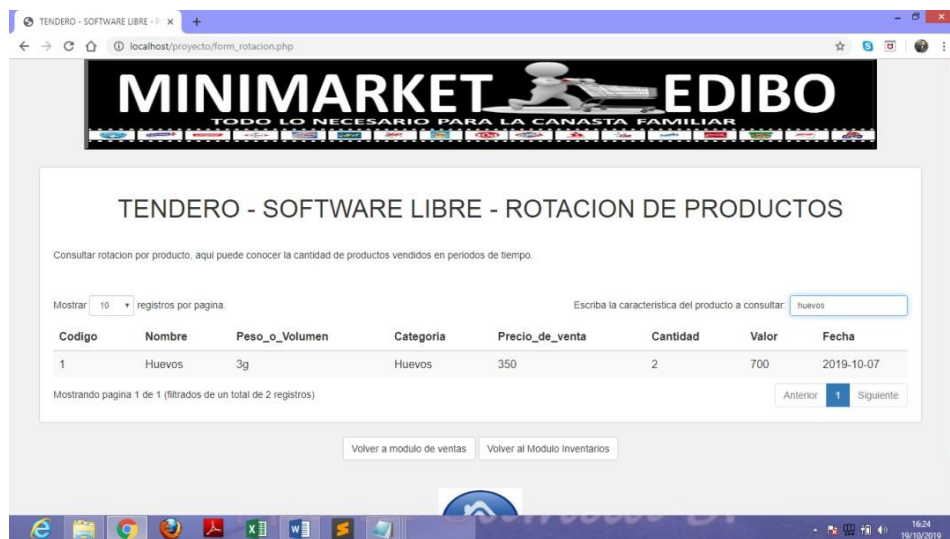 TENDERO - SOFTWARE LIBRE - R
localhost/proyecto/form_rotacion.php
MINIMARKET EDIBO
TODO LO NECESARIO PARA LA CANASTA FAMILIAR
TENDERO - SOFTWARE LIBRE - ROTACION DE PRODUCTOS
Consultar rotacion por producto, aqui puede conocer la cantidad de productos vendidos en periodos de tiempo.
Mostrar 10 registros por pagina. Escriba la caracteristica del producto a consultar: huevos
Codigo Nombre Peso_o_Volumen Categoria Precio_de_venta Cantidad Valor Fecha
1 Huevos 3g Huevos 350 2 700 2019-10-07
Mostrando pagina 1 de 1 (filtrados de un total de 2 registros) Anterior 1 Siguiente
Volver a modulo de ventas Volver al Modulo Inventarios
16:24
19/10/2019